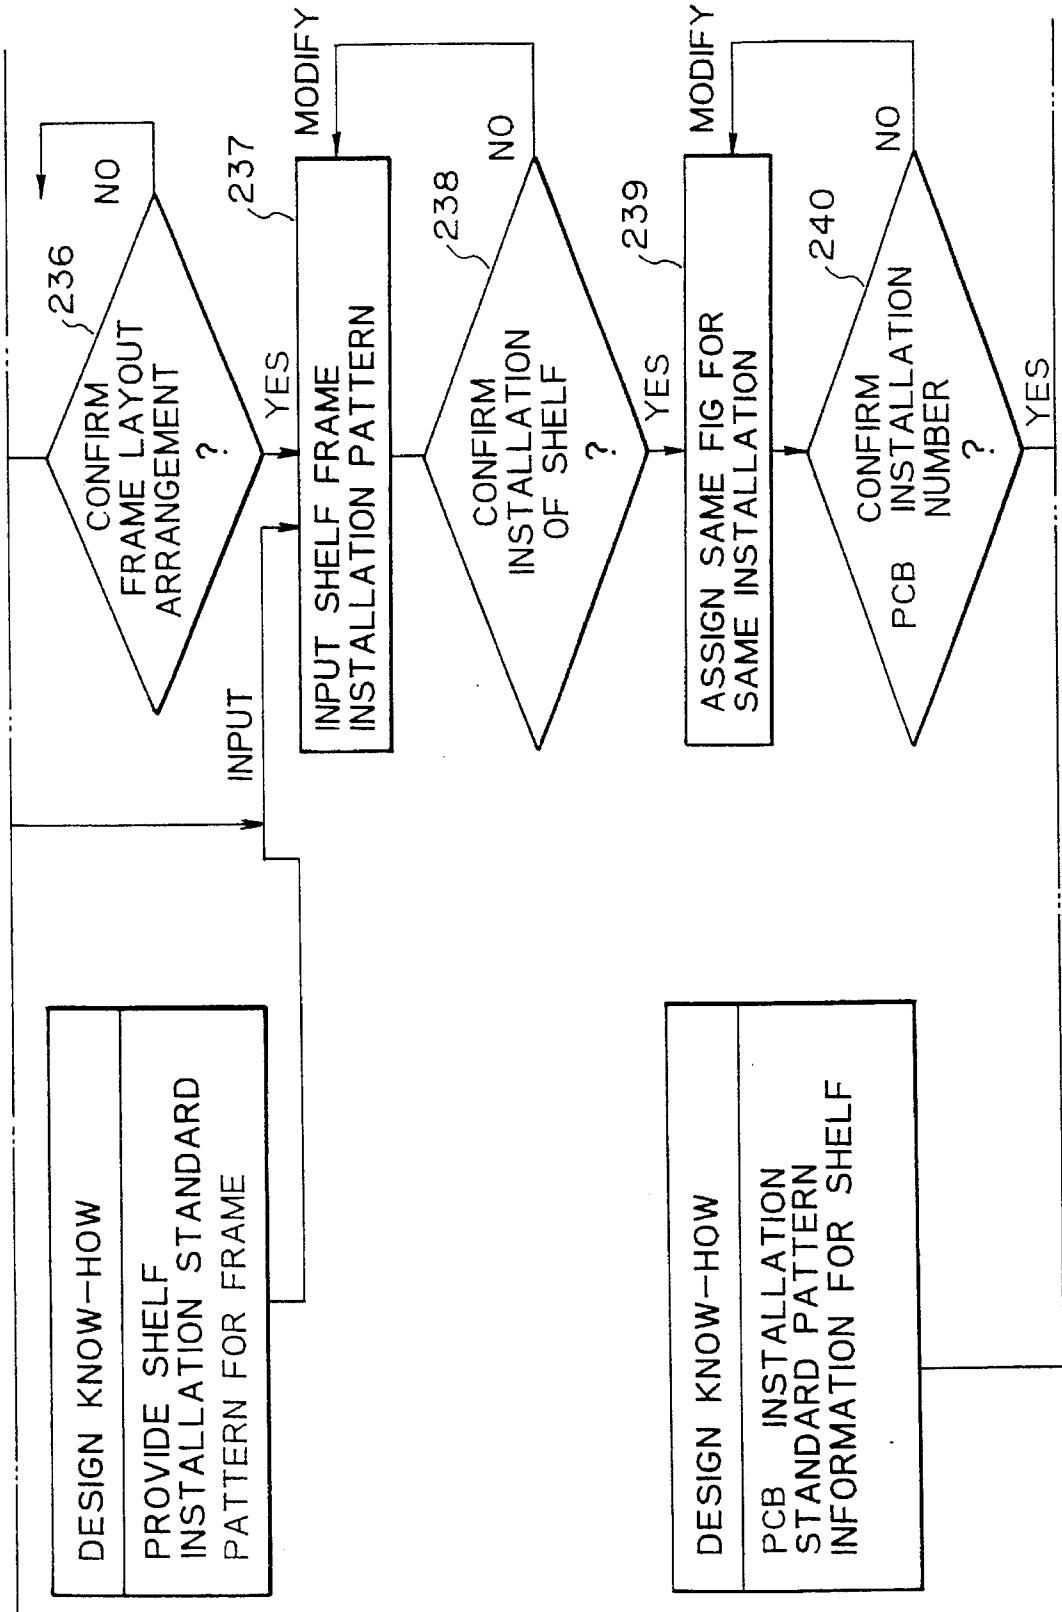 DESIGN KNOW-HOW
PROVIDE SHELF
INSTALLATION STANDARD
PATTERN FOR FRAME
INPUT
236
CONFIRM
FRAME LAYOUT
ARRANGEMENT
?
NO
YES
237
INPUT SHELF FRAME
INSTALLATION PATTERN
MODIFY
238
CONFIRM
INSTALLATION
OF SHELF
?
NO
YES
DESIGN KNOW-HOW
PCB INSTALLATION
STANDARD PATTERN
INFORMATION FOR SHELF
239
ASSIGN SAME FIG FOR
SAME INSTALLATION
MODIFY
240
CONFIRM
PCB INSTALLATION
NUMBER
?
NO
YES